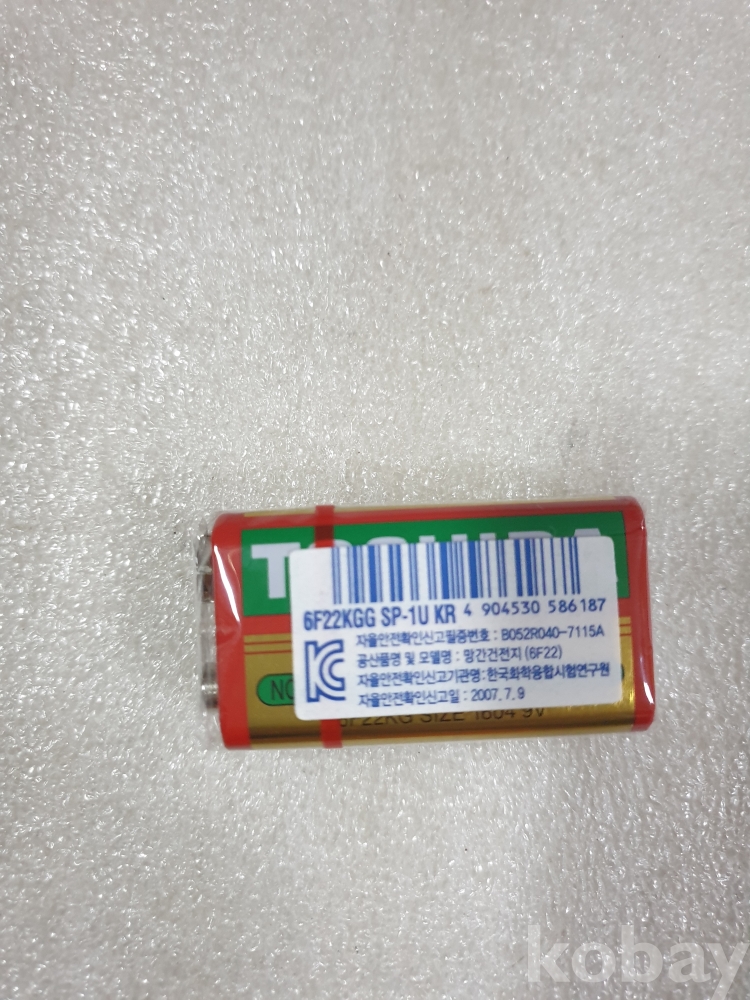 TOSHIBA
6F22KGG SP-1U KR 4 904530 586187
자율안전확인신고필증번호 : B052R040-7115A
공산품명 및 모델명 : 망간건전지 (6F22)
자율안전확인신고기관명:한국화학융합시험연구원
자율안전확인신고일 : 2007.7.9
6F22KG SIZE 1604 9V
kobay